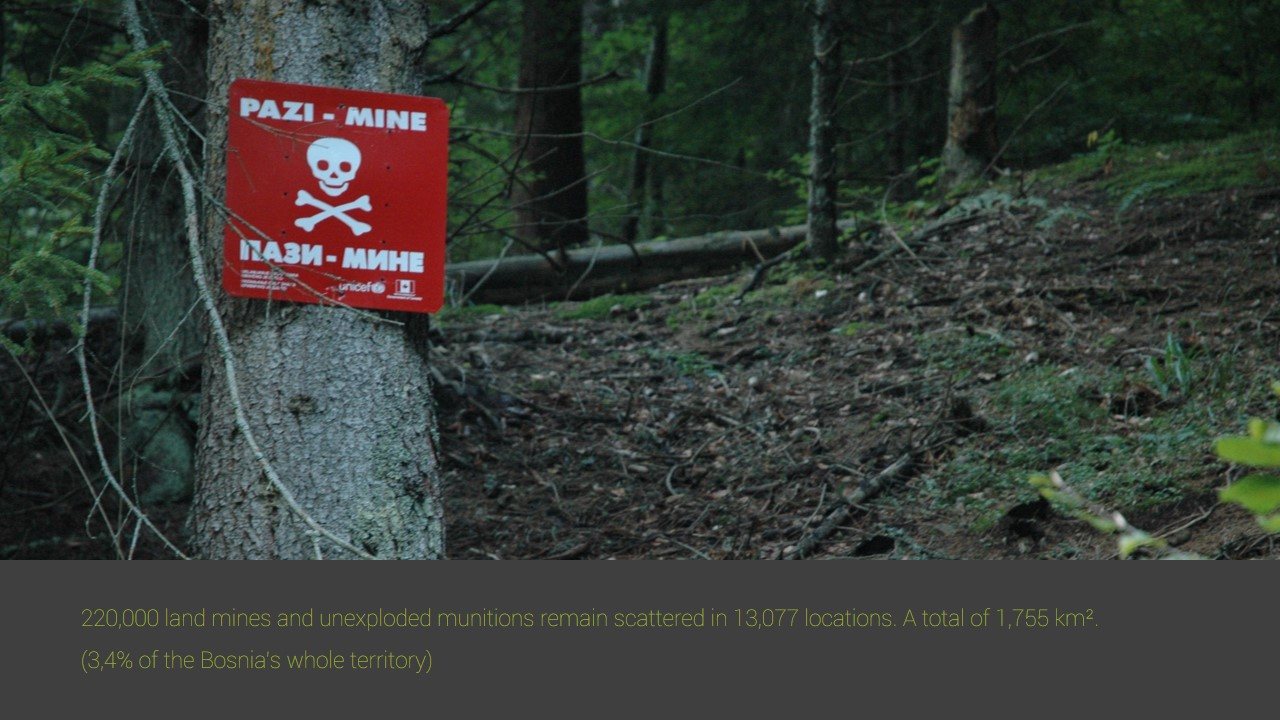 PAZI - MINE
ПАЗИ - МИНЕ
unicef
220,000 land mines and unexploded munitions remain scattered in 13,077 locations. A total of 1,755 km².
(3,4% of the Bosnia's whole territory)